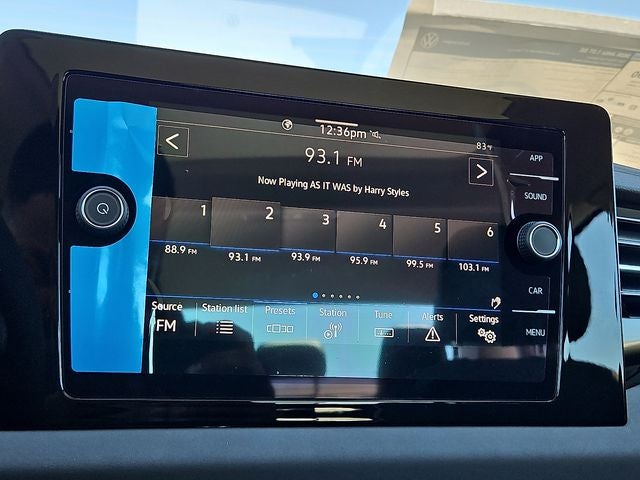 12:36pm
83°F
93.1 FM
Now Playing AS IT WAS by Harry Styles
1 2 3 4 5 6
88.9 FM 93.1 FM 93.9 FM 95.9 FM 99.5 FM 103.1 FM
Source Station list Presets Station Tune Alerts Settings
FM
APP
SOUND
CAR
MENU